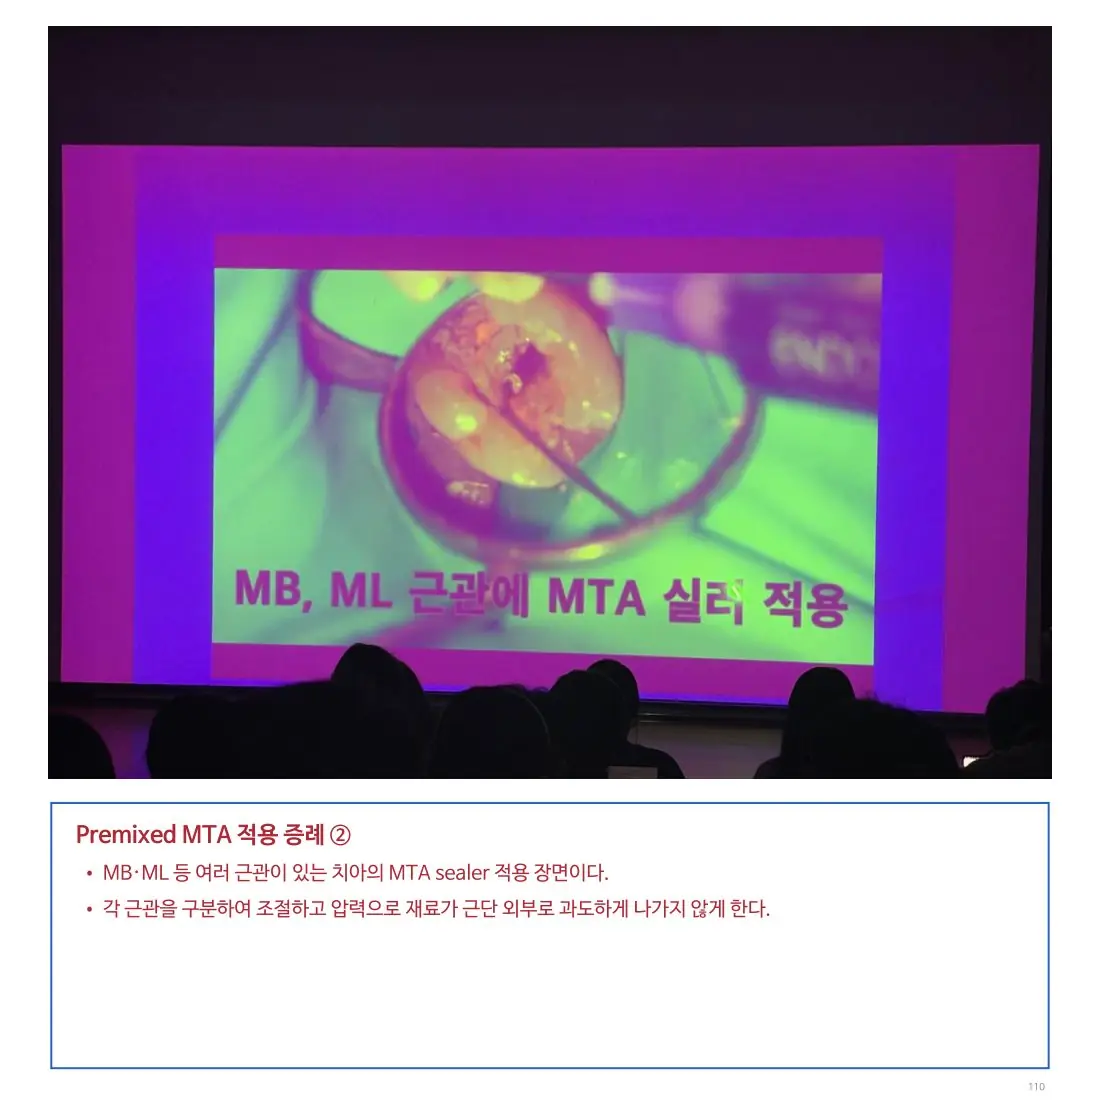 MB, ML 근관에 MTA 실러 적용
Premixed MTA 적용 증례 ②
• MB·ML 등 여러 근관이 있는 치아의 MTA sealer 적용 장면이다.
• 각 근관을 구분하여 조절하고 압력으로 재료가 근단 외부로 과도하게 나가지 않게 한다.
110